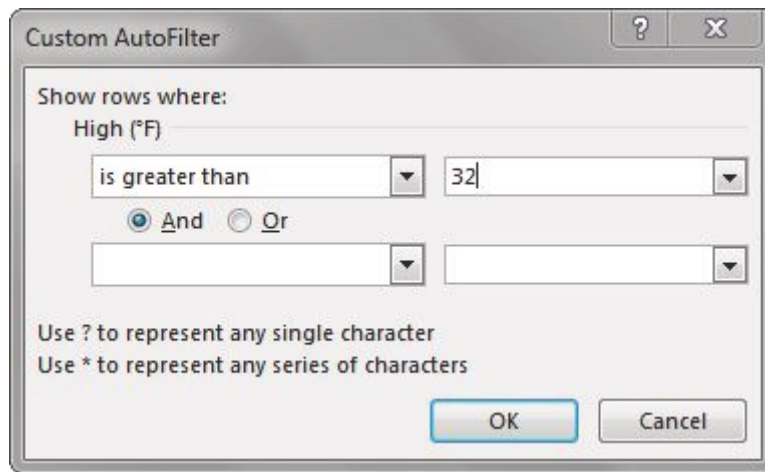 Custom AutoFilter ?
Show rows where:
High (°F)
is greater than 32
And Or
Use ? to represent any single character
Use * to represent any series of characters
OK Cancel